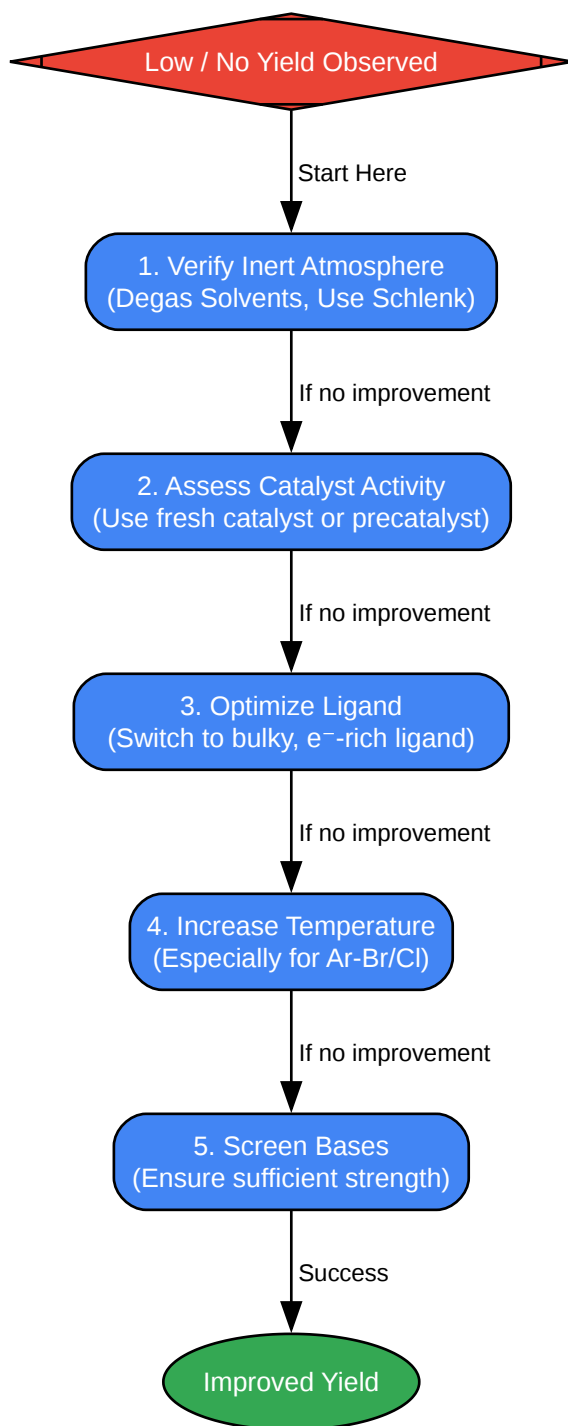 Low / No Yield Observed
Start Here
1. Verify Inert Atmosphere
(Degas Solvents, Use Schlenk)
If no improvement
2. Assess Catalyst Activity
(Use fresh catalyst or precatalyst)
If no improvement
3. Optimize Ligand
(Switch to bulky, e⁻-rich ligand)
If no improvement
4. Increase Temperature
(Especially for Ar-Br/Cl)
If no improvement
5. Screen Bases
(Ensure sufficient strength)
Success
Improved Yield